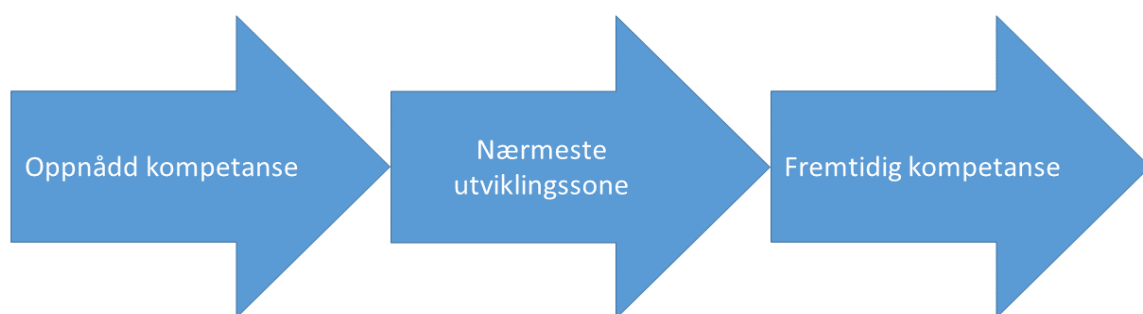 Oppnådd kompetanse
Nærmeste
utviklingssone
Fremtidig kompetanse